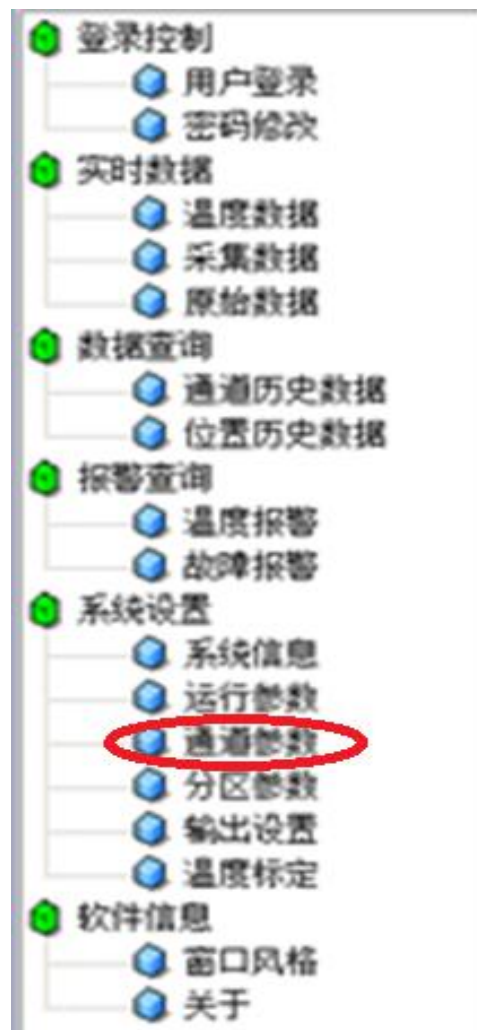 登录控制
用户登录
密码修改
实时数据
温度数据
采集数据
原始数据
数据查询
通道历史数据
位置历史数据
报警查询
温度报警
故障报警
系统设置
系统信息
运行参数
通道参数
分区参数
输出设置
温度标定
软件信息
窗口风格
关于